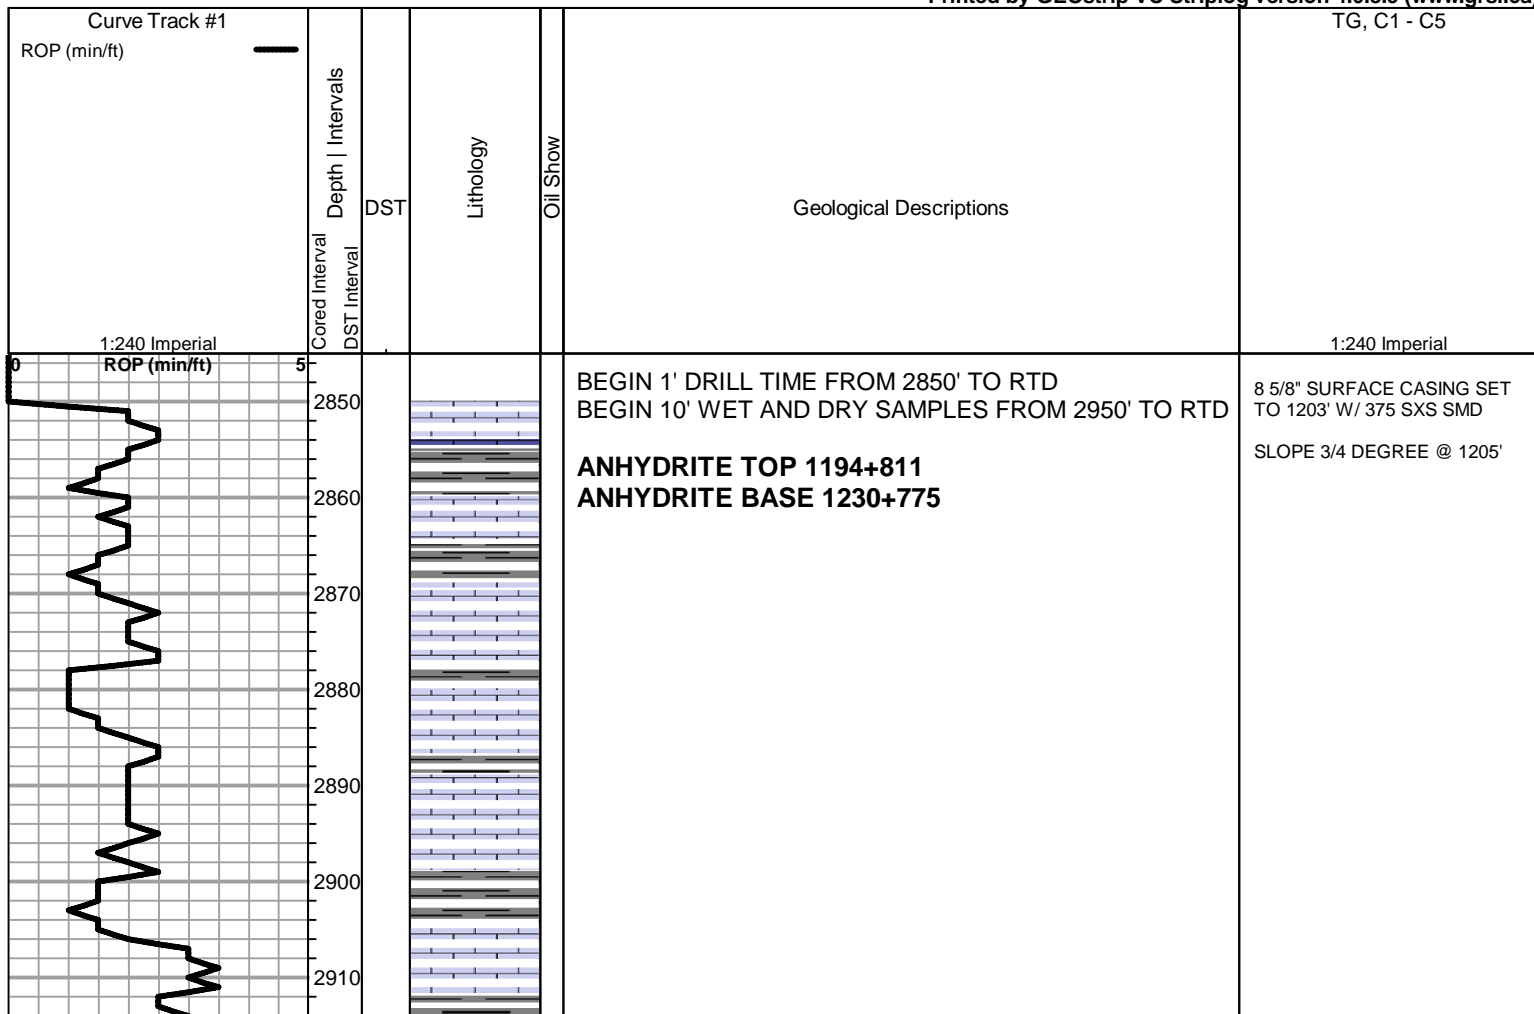 Curve Track #1
ROP (min/ft)
1:240 Imperial
Depth | Intervals
Cored Interval
DST Interval
DST
Lithology
Oil Show
Geological Descriptions
TG, C1 - C5
1:240 Imperial
0 ROP (min/ft) 5
2850
2860
2870
2880
2890
2900
2910
BEGIN 1' DRILL TIME FROM 2850' TO RTD
BEGIN 10' WET AND DRY SAMPLES FROM 2950' TO RTD
ANHYDRITE TOP 1194+811
ANHYDRITE BASE 1230+775
8 5/8" SURFACE CASING SET
TO 1203' W/ 375 SXS SMD
SLOPE 3/4 DEGREE @ 1205'